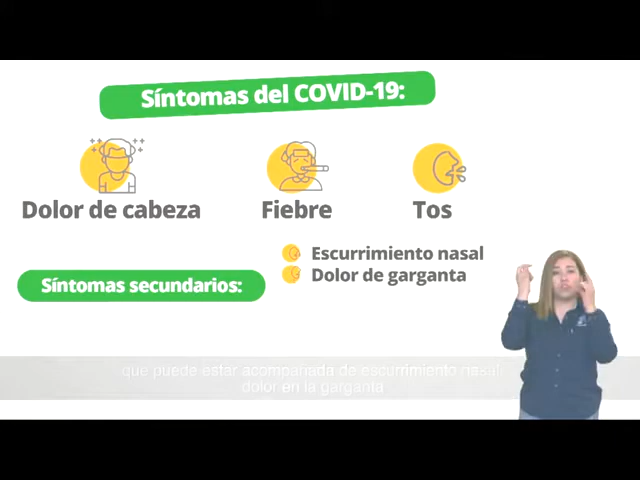 Síntomas del COVID-19:
Dolor de cabeza
Fiebre
Tos
Escurrimiento nasal
Dolor de garganta
Síntomas secundarios:
que puede estar acompañada de escurrimiento nasal
dolor en la garganta